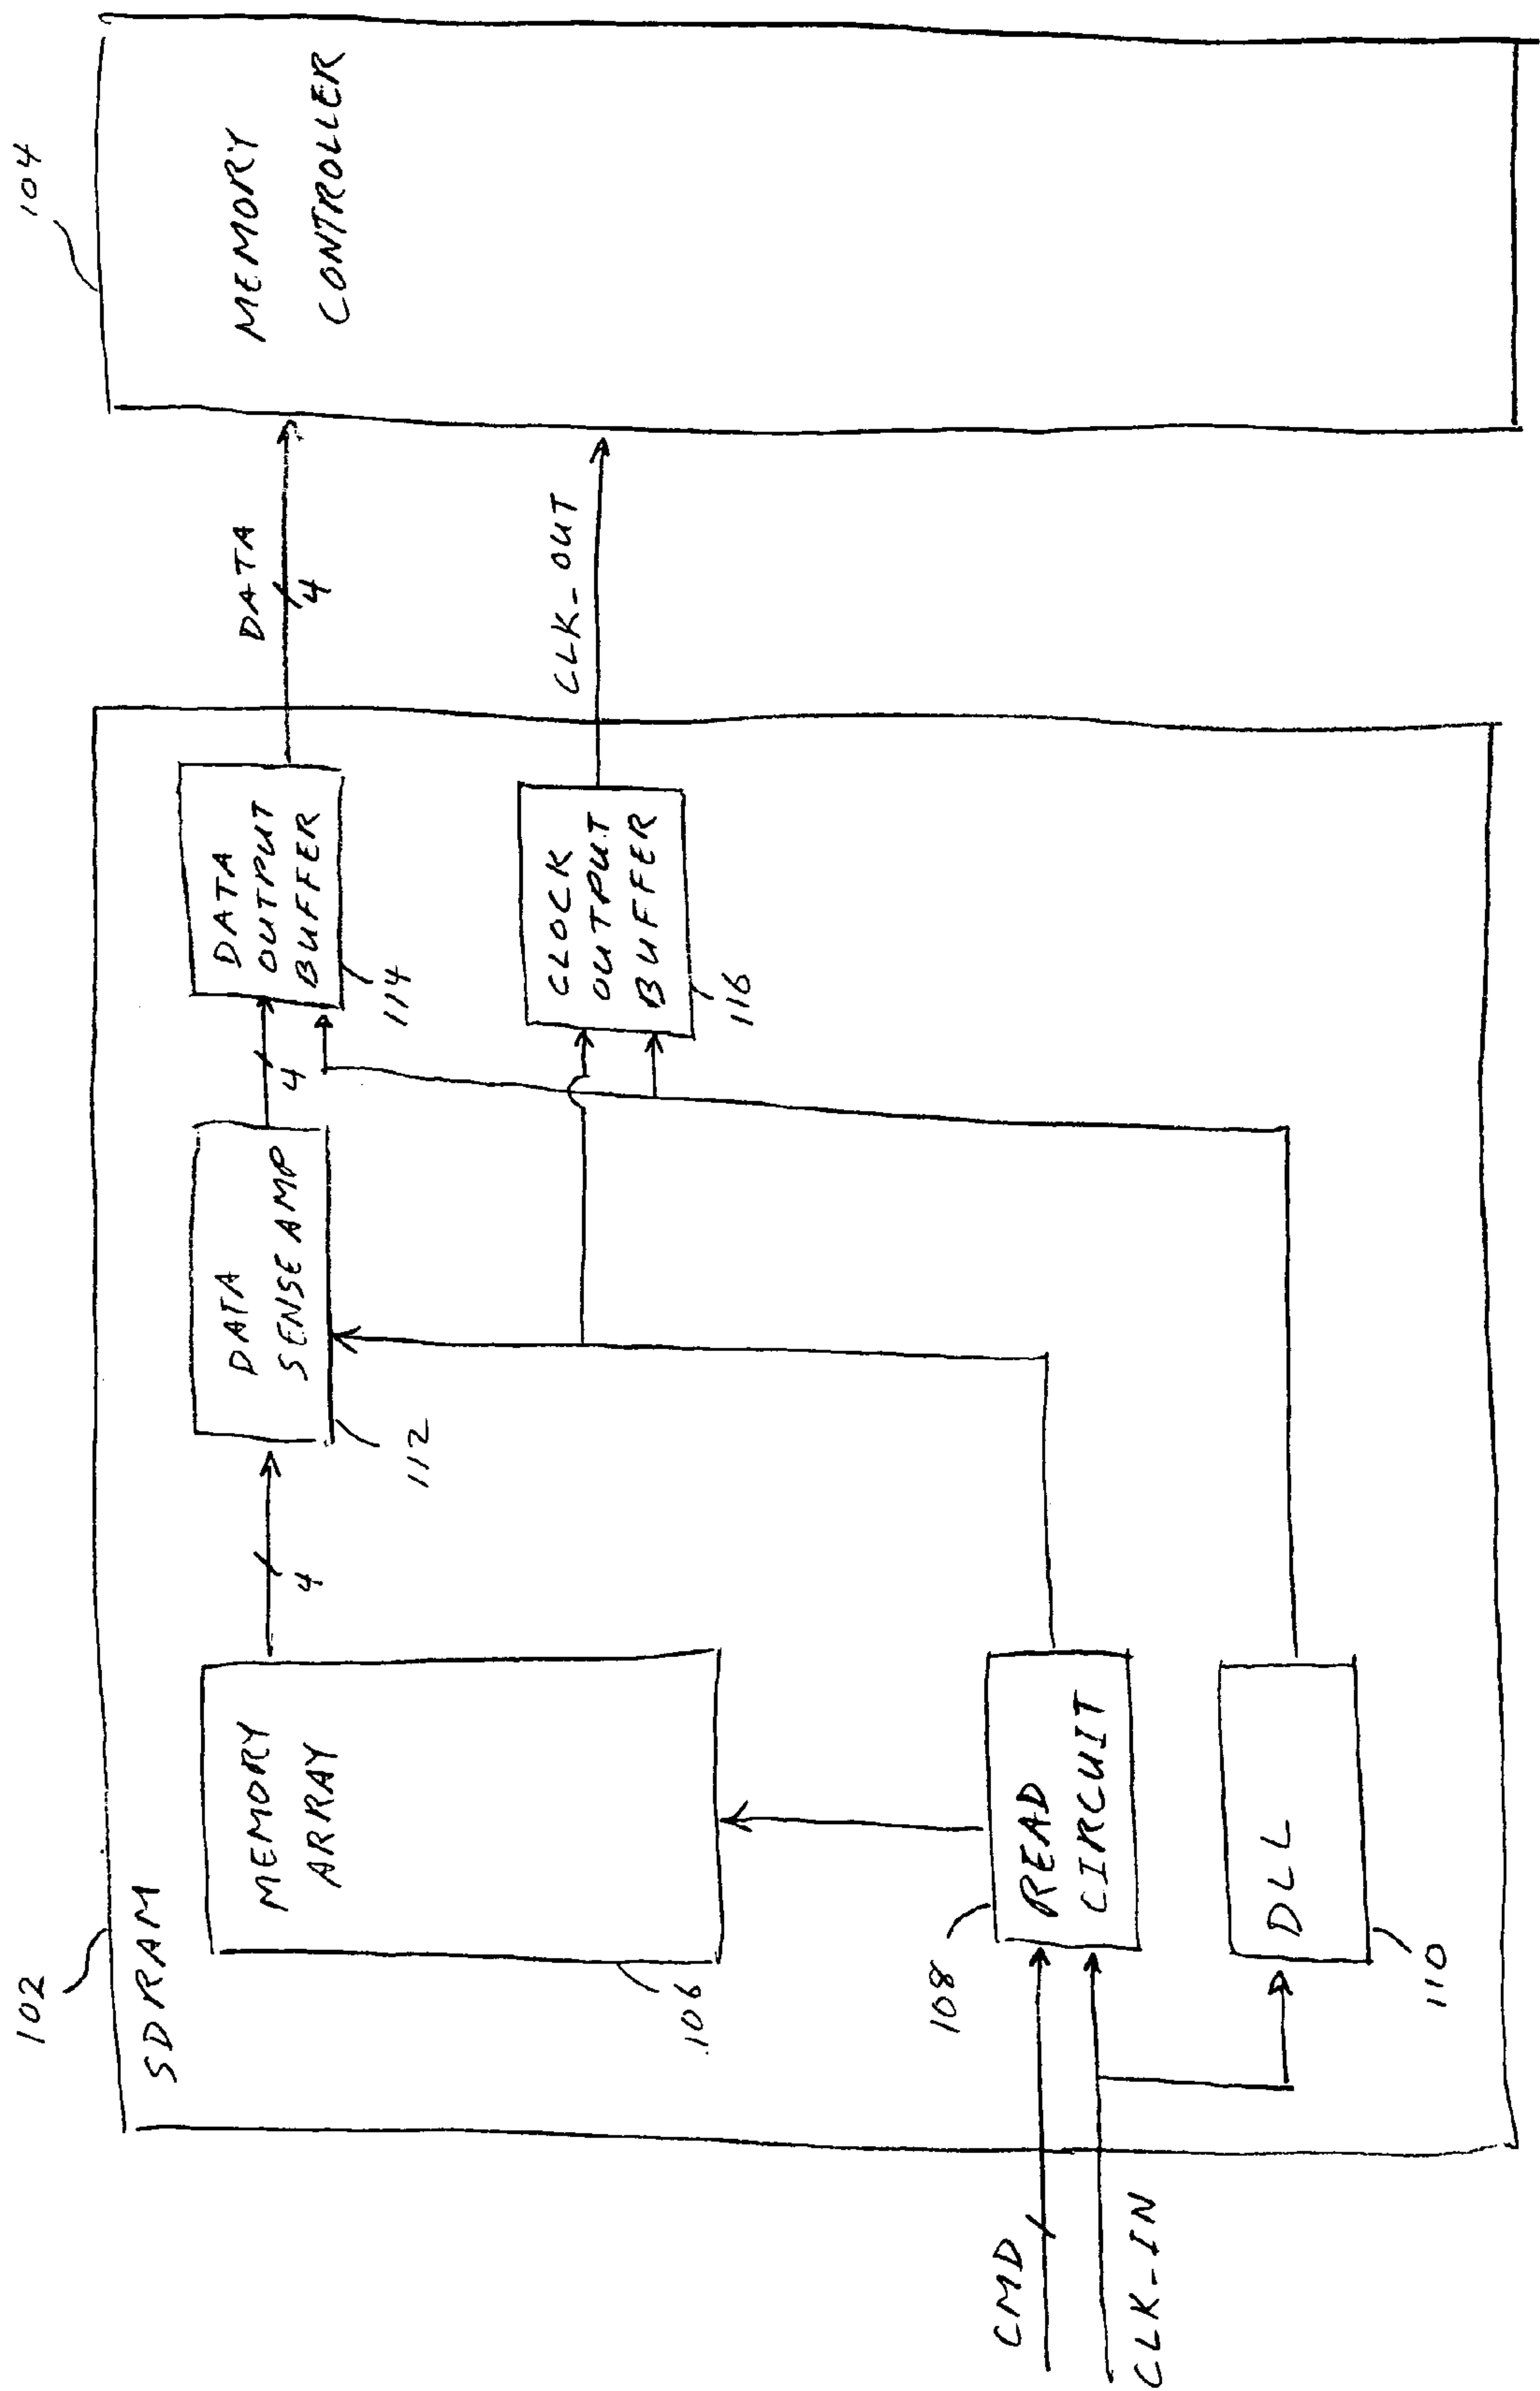 102
SDRAM
MEMORY
ARRAY
106
4
DATA
SENSE AMP
112
4
DATA
OUTPUT
BUFFER
114
DATA
4
104
MEMORY
CONTROLLER
CLOCK
OUTPUT
BUFFER
116
CLK_OUT
CMD
CLK_IN
108
READ
CIRCUIT
DLL
110